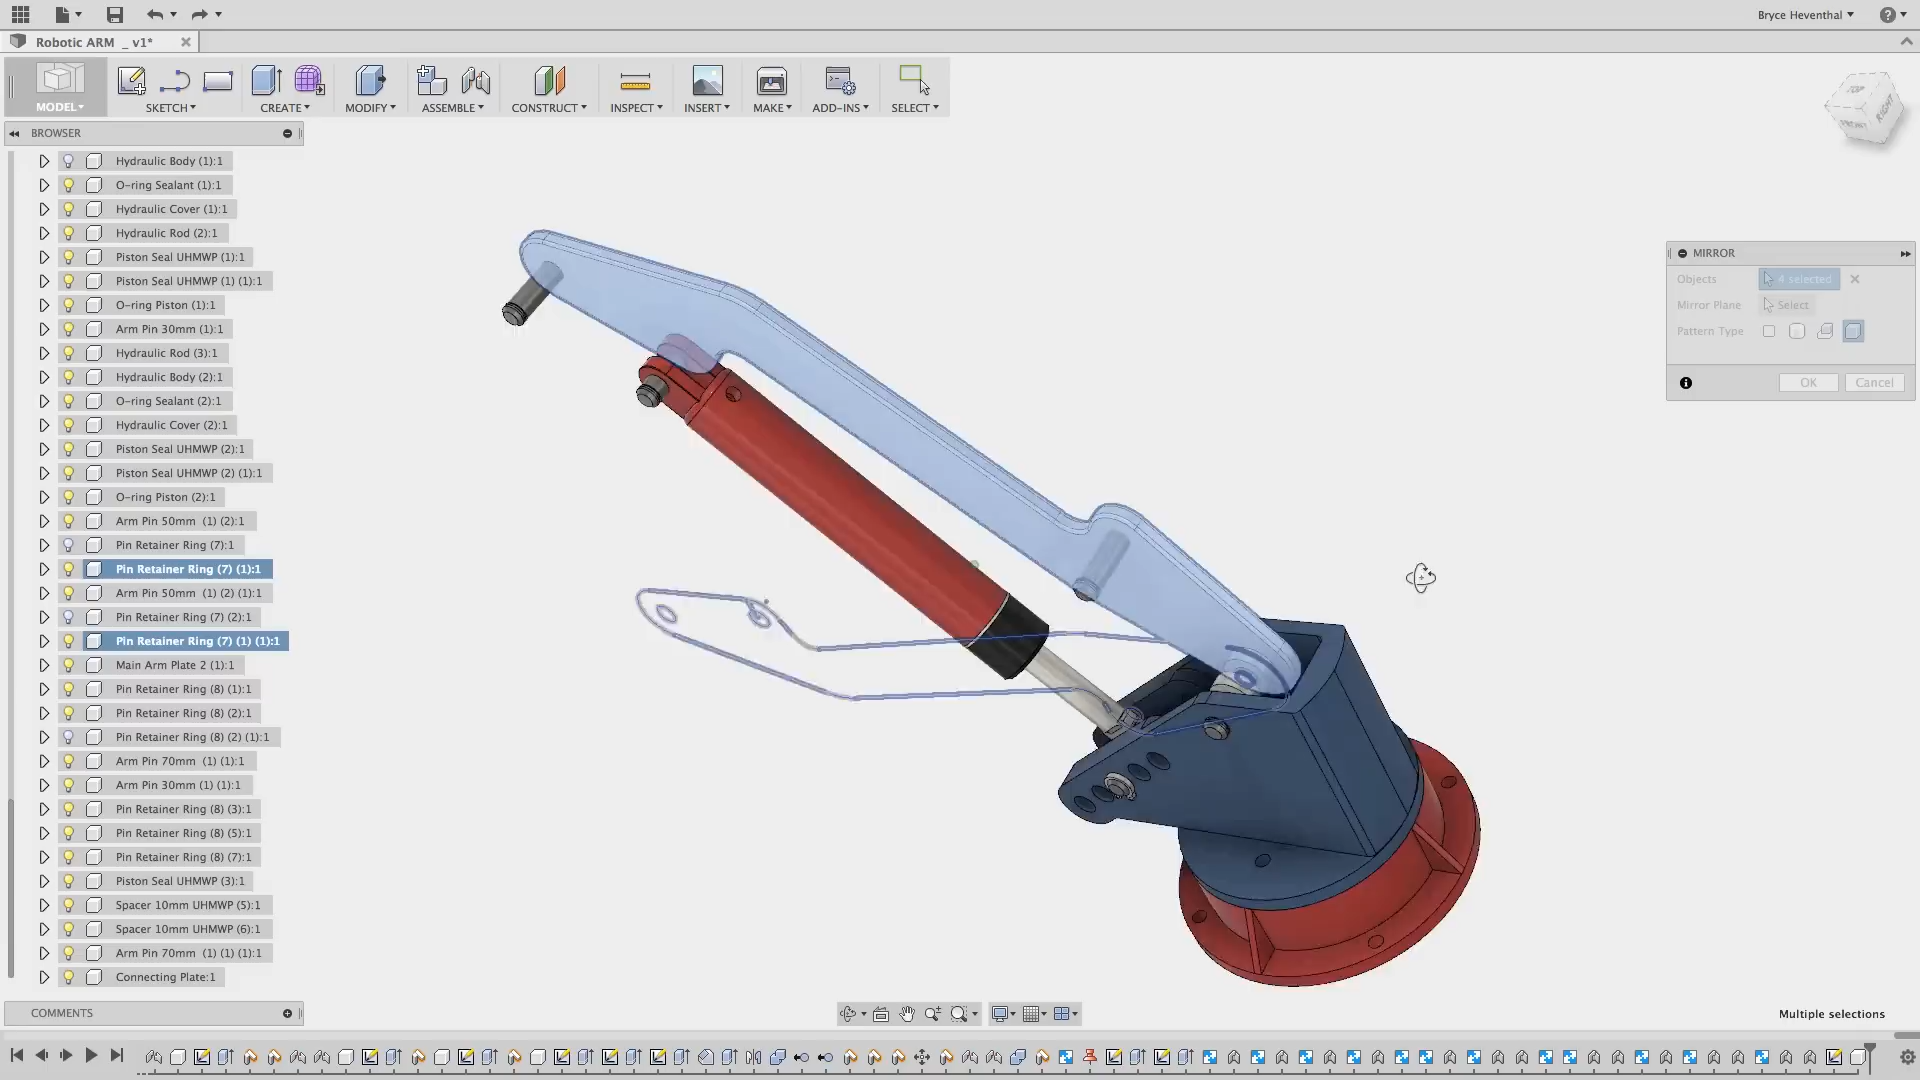 Bryce Heventhal
Robotic ARM _ v1*
MODEL
SKETCH
CREATE
MODIFY
ASSEMBLE
CONSTRUCT
INSPECT
INSERT
MAKE
ADD-INS
SELECT
TOP
FRONT
RIGHT
BROWSER
Hydraulic Body (1):1
O-ring Sealant (1):1
Hydraulic Cover (1):1
Hydraulic Rod (2):1
Piston Seal UHMWP (1):1
Piston Seal UHMWP (1) (1):1
O-ring Piston (1):1
Arm Pin 30mm (1):1
Hydraulic Rod (3):1
Hydraulic Body (2):1
O-ring Sealant (2):1
Hydraulic Cover (2):1
Piston Seal UHMWP (2):1
Piston Seal UHMWP (2) (1):1
O-ring Piston (2):1
Arm Pin 50mm (1) (2):1
Pin Retainer Ring (7):1
Pin Retainer Ring (7) (1):1
Arm Pin 50mm (1) (2) (1):1
Pin Retainer Ring (7) (2):1
Pin Retainer Ring (7) (1) (1):1
Main Arm Plate 2 (1):1
Pin Retainer Ring (8) (1):1
Pin Retainer Ring (8) (2):1
Pin Retainer Ring (8) (2) (1):1
Arm Pin 70mm (1) (1):1
Arm Pin 30mm (1) (1):1
Pin Retainer Ring (8) (3):1
Pin Retainer Ring (8) (5):1
Pin Retainer Ring (8) (7):1
Piston Seal UHMWP (3):1
Spacer 10mm UHMWP (5):1
Spacer 10mm UHMWP (6):1
Arm Pin 70mm (1) (1) (1):1
Connecting Plate:1
MIRROR
Objects 4 selected
Mirror Plane Select
Pattern Type
OK Cancel
COMMENTS
Multiple selections